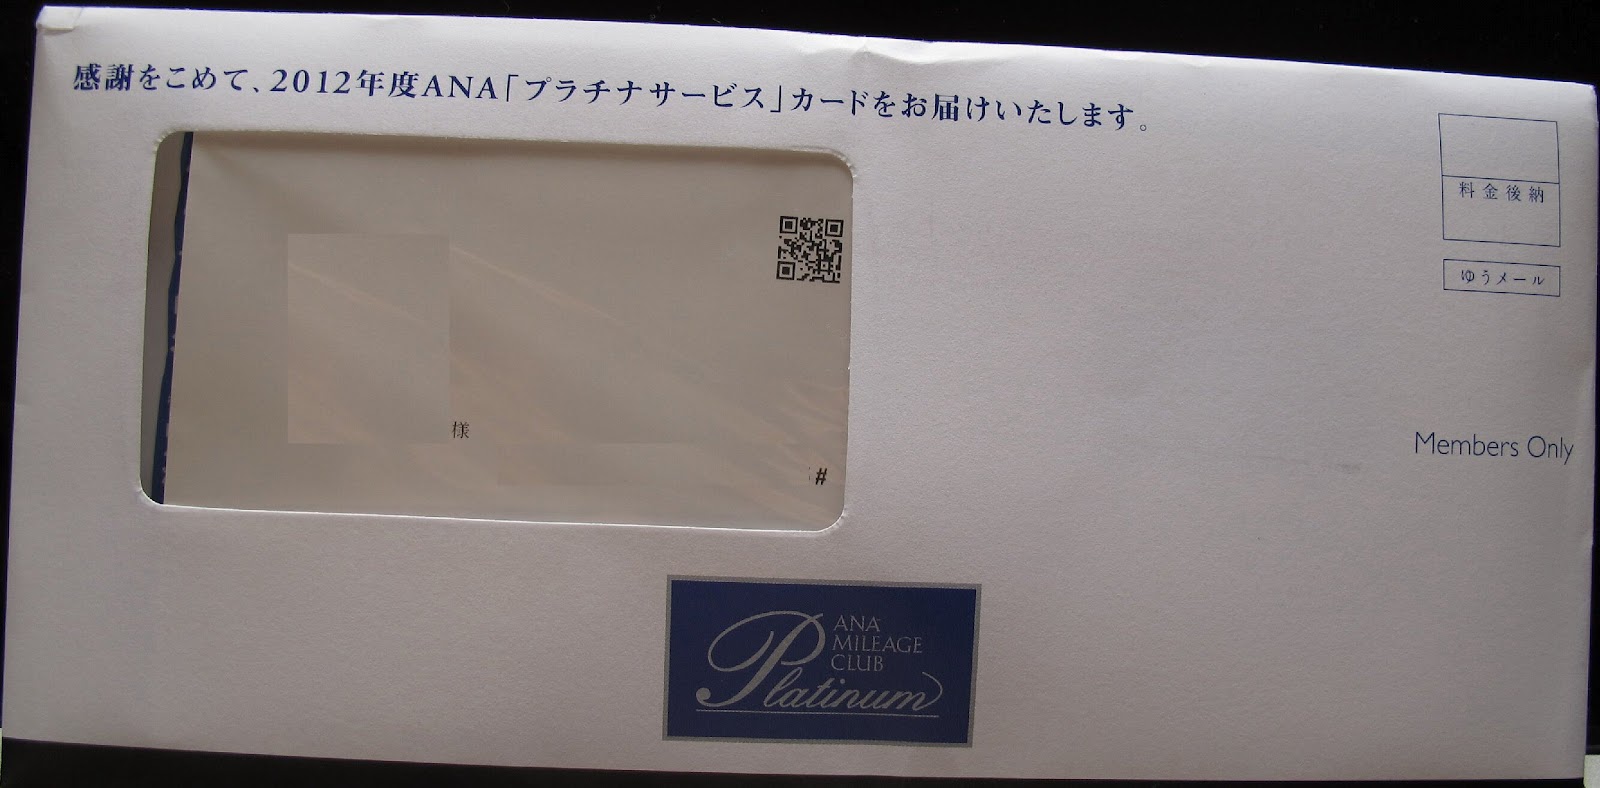 感謝をこめて、2012年度ANA「プラチナサービス」カードをお届けいたします。
料金後納
ゆうメール
様
#
Members Only
ANA
MILEAGE
CLUB
Platinum